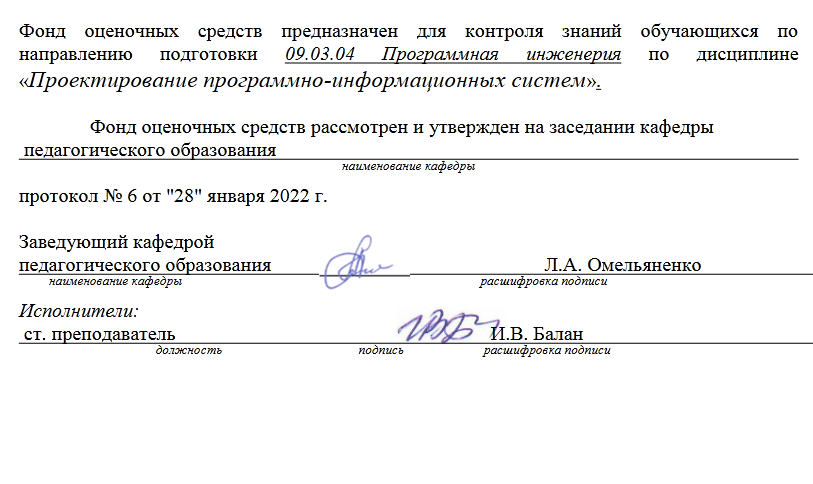 Фонд оценочных средств предназначен для контроля знаний обучающихся по
направлению подготовки 09.03.04 Программная инженерия по дисциплине
«Проектирование программно-информационных систем».
Фонд оценочных средств рассмотрен и утвержден на заседании кафедры
педагогического образования
наименование кафедры
протокол № 6 от "28" января 2022 г.
Заведующий кафедрой
педагогического образования Л.А. Омельяненко
наименование кафедры расшифровка подписи
Исполнители:
ст. преподаватель И.В. Балан
должность подпись расшифровка подписи